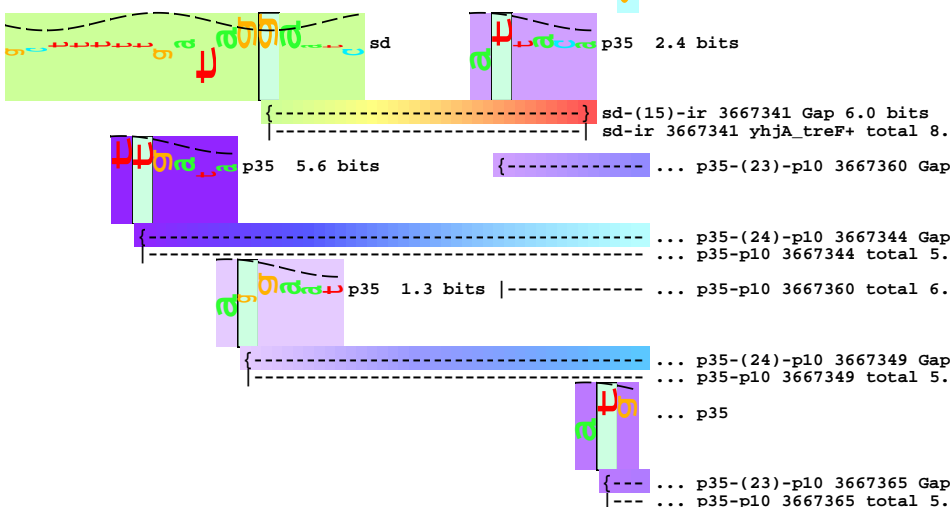 g c t t t t t g a t a g g a a a t c sd
a t t a c a p35 2.4 bits
{------------------------------} sd-(15)-ir 3667341 Gap 6.0 bits
|------------------------------| sd-ir 3667341 yhjA_treF+ total 8.
t t g a t a p35 5.6 bits
{-------------- ... p35-(23)-p10 3667360 Gap
{------------------------------------------------ ... p35-(24)-p10 3667344 Gap
|------------------------------------------------ ... p35-p10 3667344 total 5.
a g g a a t p35 1.3 bits |------------- ... p35-p10 3667360 total 6.
{-------------------------------------- ... p35-(24)-p10 3667349 Gap
|-------------------------------------- ... p35-p10 3667349 total 5.
a t g ... p35
{--- ... p35-(23)-p10 3667365 Gap
|--- ... p35-p10 3667365 total 5.